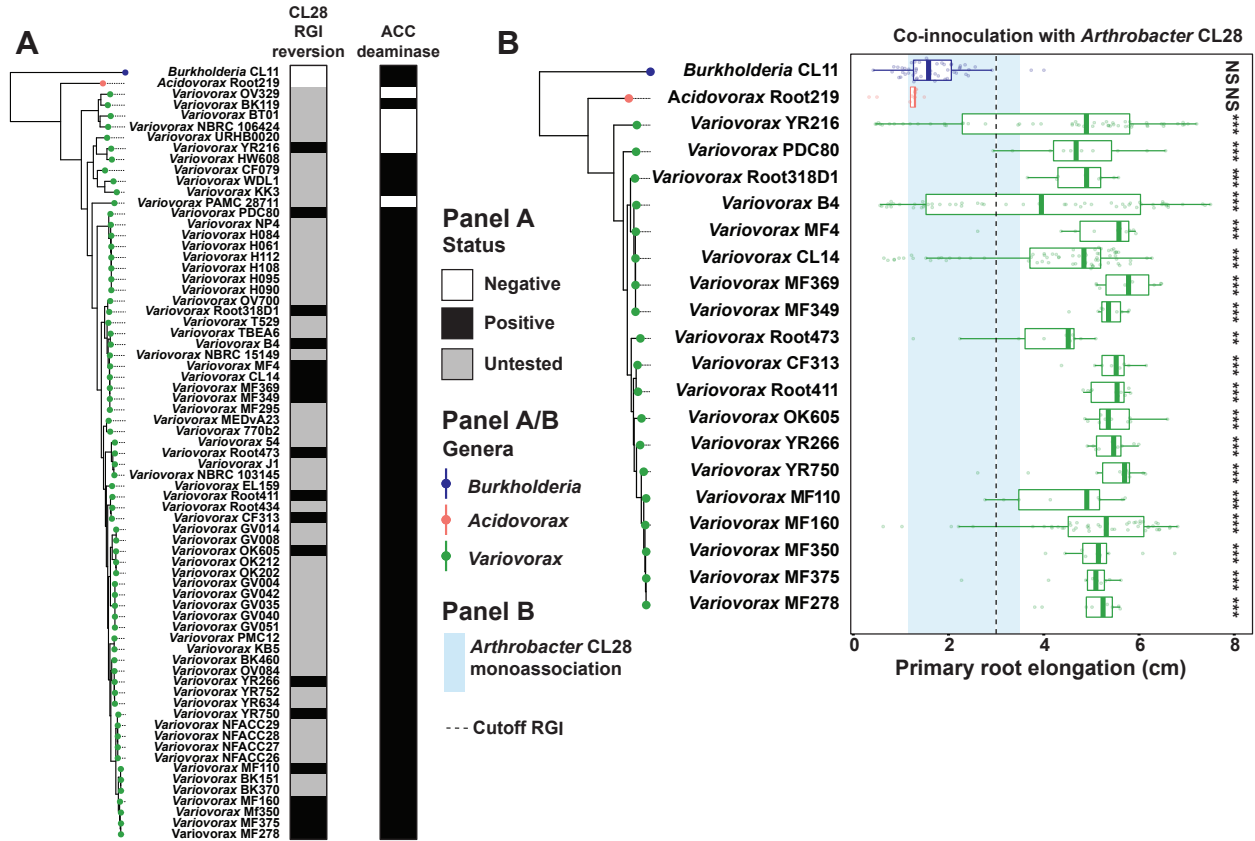 A
CL28
RGI
reversion
ACC
deaminase
Burkholderia CL11
Acidovorax Root219
Variovorax OV329
Variovorax BK119
Variovorax BT01
Variovorax NBRC 106424
Variovorax URHB0020
Variovorax YR216
Variovorax HW608
Variovorax CF079
Variovorax WDL1
Variovorax KK3
Variovorax PAMC 28711
Variovorax PDC80
Variovorax NP4
Variovorax H084
Variovorax H061
Variovorax H112
Variovorax H108
Variovorax H095
Variovorax H090
Variovorax OV700
Variovorax Root318D1
Variovorax T529
Variovorax TBEA6
Variovorax B4
Variovorax NBRC 15149
Variovorax MF4
Variovorax CL14
Variovorax MF369
Variovorax MF349
Variovorax MF295
Variovorax MEDvA23
Variovorax 770b2
Variovorax 54
Variovorax Root473
Variovorax J1
Variovorax NBRC 103145
Variovorax EL159
Variovorax Root411
Variovorax Root434
Variovorax CF313
Variovorax GV014
Variovorax GV008
Variovorax OK605
Variovorax OK212
Variovorax OK202
Variovorax GV004
Variovorax GV042
Variovorax GV035
Variovorax GV040
Variovorax GV051
Variovorax PMC12
Variovorax KB5
Variovorax BK460
Variovorax OV084
Variovorax YR266
Variovorax YR752
Variovorax YR634
Variovorax YR750
Variovorax NFACC29
Variovorax NFACC28
Variovorax NFACC27
Variovorax NFACC26
Variovorax MF110
Variovorax BK151
Variovorax BK370
Variovorax MF160
Variovorax Mf350
Variovorax MF375
Variovorax MF278
Panel A
Status
Negative
Positive
Untested
Panel A/B
Genera
Burkholderia
Acidovorax
Variovorax
Panel B
Arthrobacter CL28
monoassociation
Cutoff RGI
B
Co-innoculation with Arthrobacter CL28
Burkholderia CL11 NS
Acidovorax Root219 NS
Variovorax YR216 ***
Variovorax PDC80 ***
Variovorax Root318D1 ***
Variovorax B4 ***
Variovorax MF4 ***
Variovorax CL14 ***
Variovorax MF369 ***
Variovorax MF349 ***
Variovorax Root473 **
Variovorax CF313 ***
Variovorax Root411 ***
Variovorax OK605 ***
Variovorax YR266 ***
Variovorax YR750 ***
Variovorax MF110 ***
Variovorax MF160 ***
Variovorax MF350 ***
Variovorax MF375 ***
Variovorax MF278 ***
0 2 4 6 8
Primary root elongation (cm)